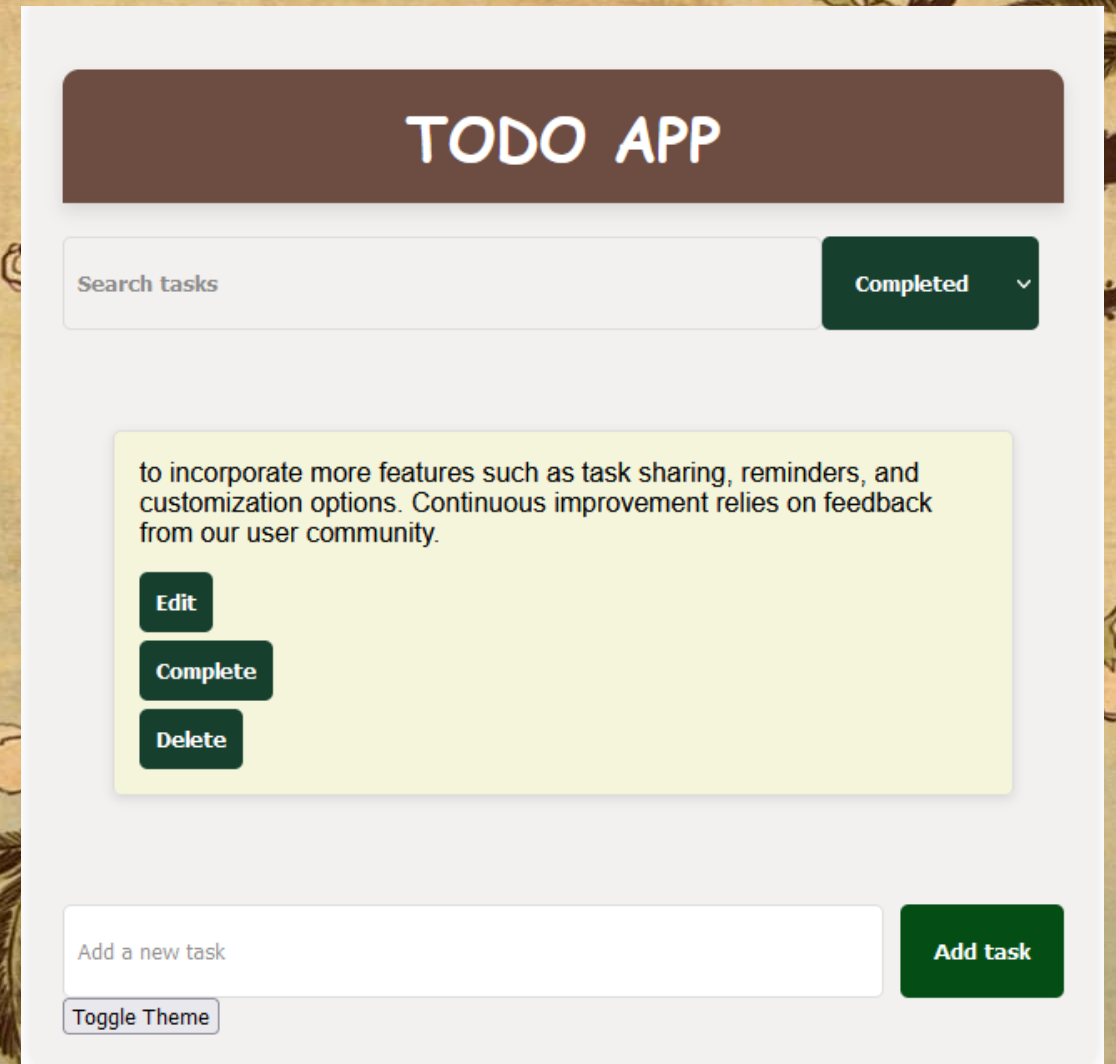 TODO APP
Search tasks
Completed
to incorporate more features such as task sharing, reminders, and
customization options. Continuous improvement relies on feedback
from our user community.
Edit
Complete
Delete
Add a new task
Add task
Toggle Theme